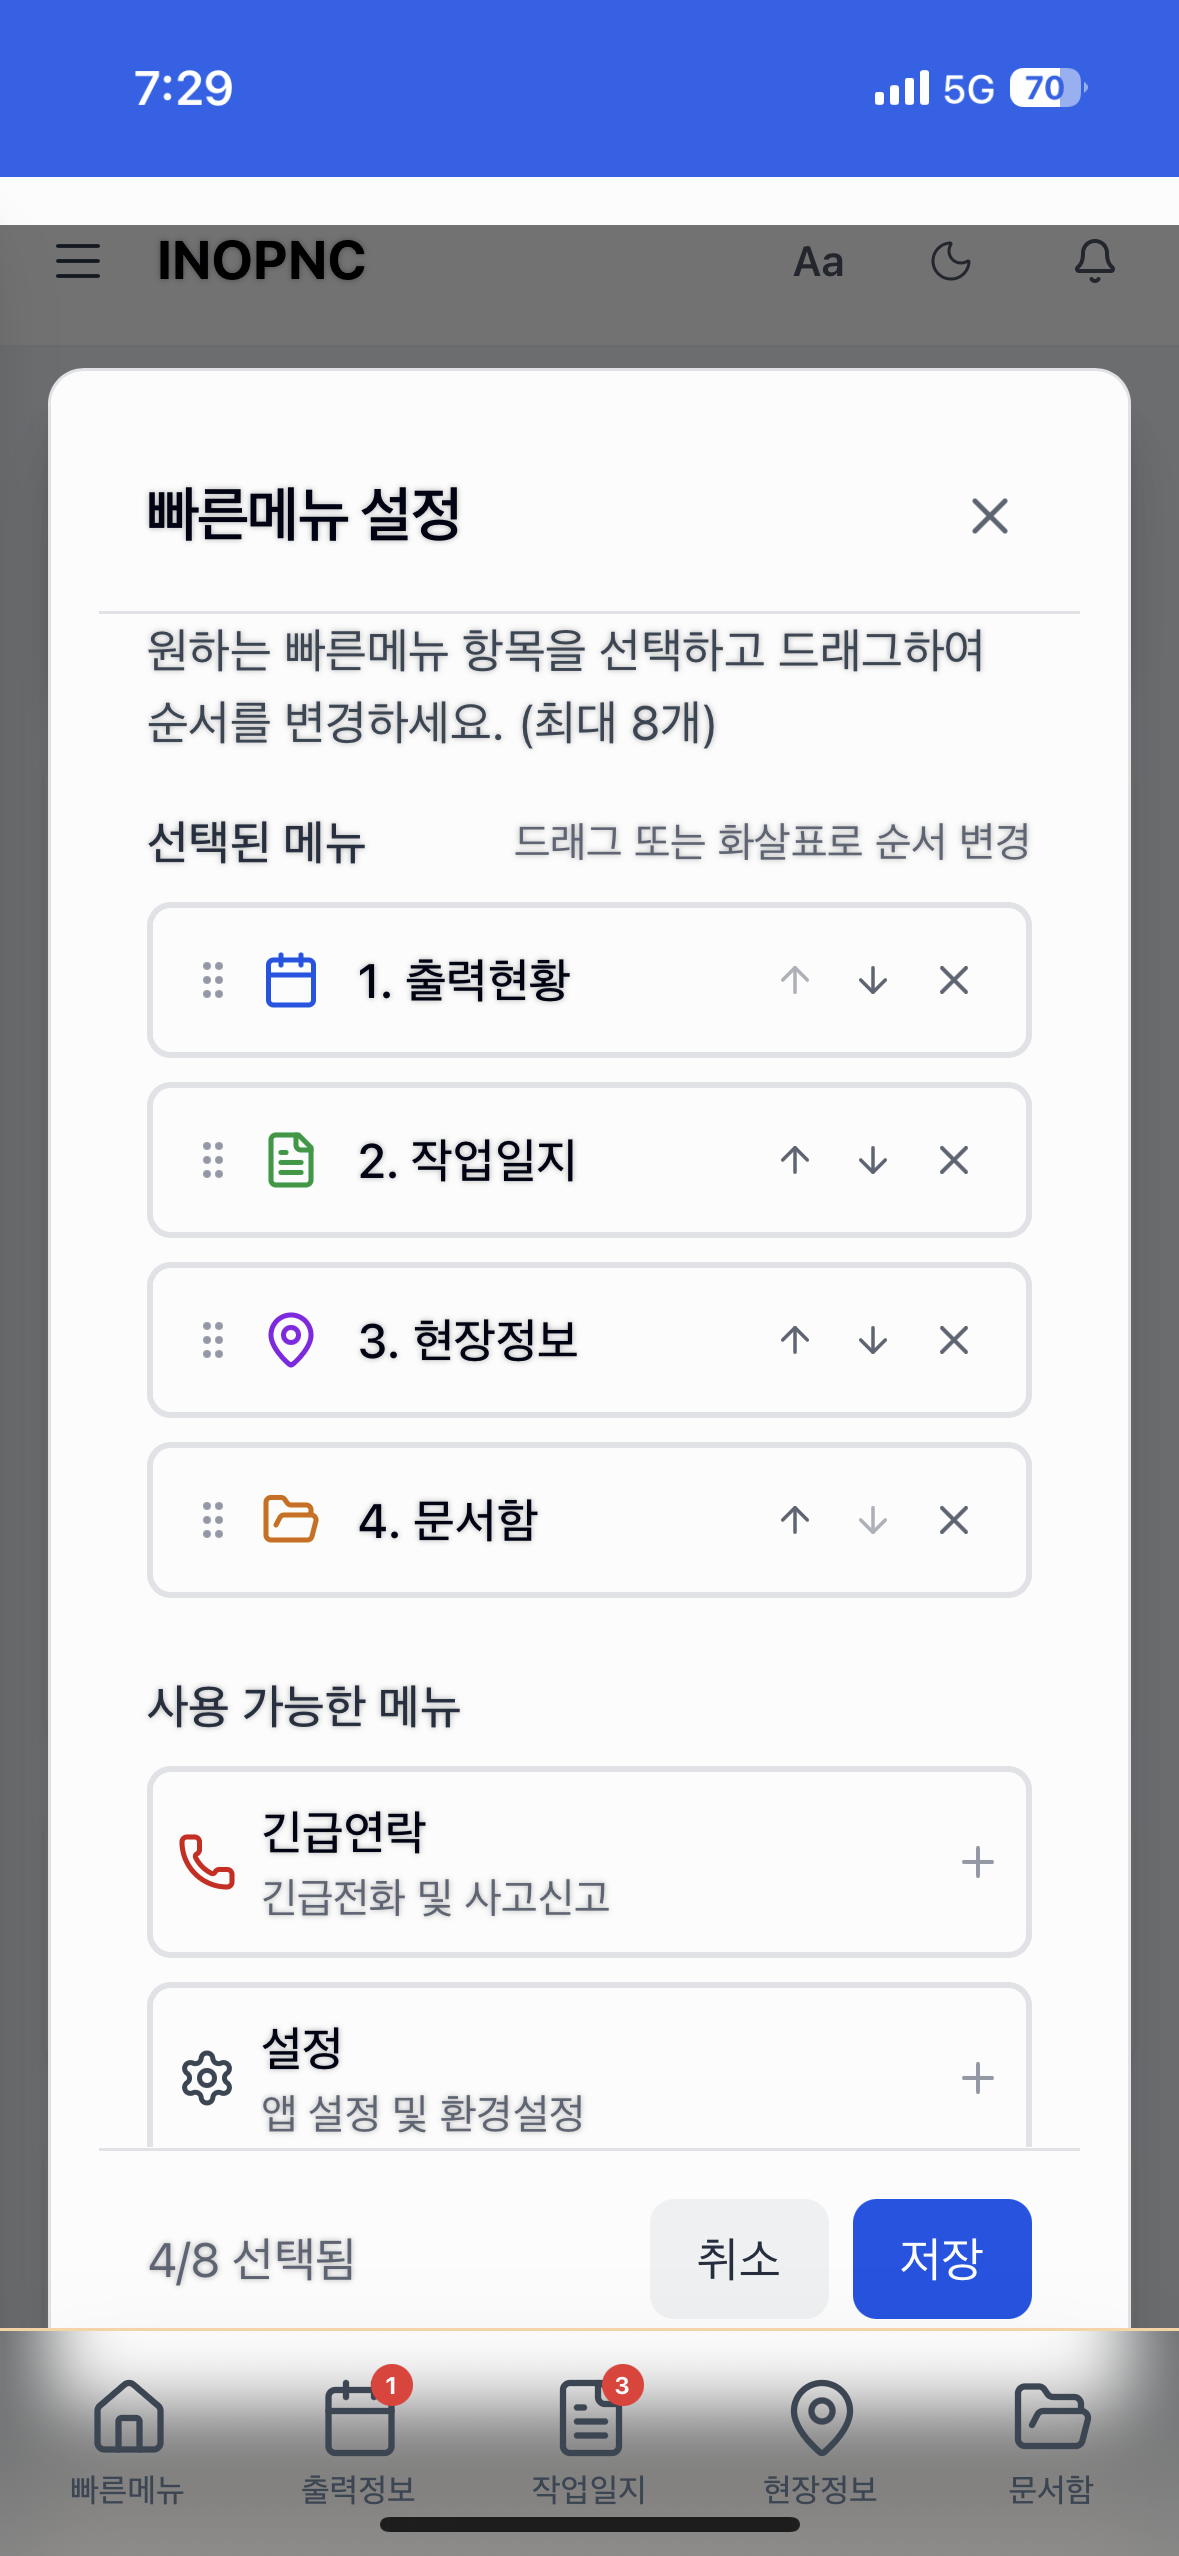 7:29
5G
70
INOPNC
Aa
빠른메뉴 설정
원하는 빠른메뉴 항목을 선택하고 드래그하여
순서를 변경하세요. (최대 8개)
선택된 메뉴
드래그 또는 화살표로 순서 변경
1. 출력현황
2. 작업일지
3. 현장정보
4. 문서함
사용 가능한 메뉴
긴급연락
긴급전화 및 사고신고
설정
앱 설정 및 환경설정
4/8 선택됨
취소
저장
1
3
빠른메뉴
출력정보
작업일지
현장정보
문서함